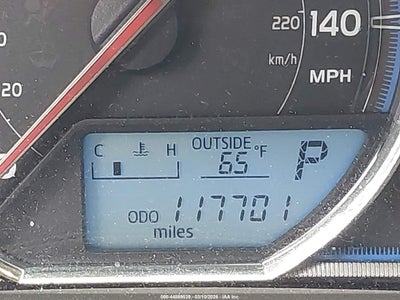 220 140
km/h
MPH
20
OUTSIDE
C H 65 °F P
ODO 117701
miles